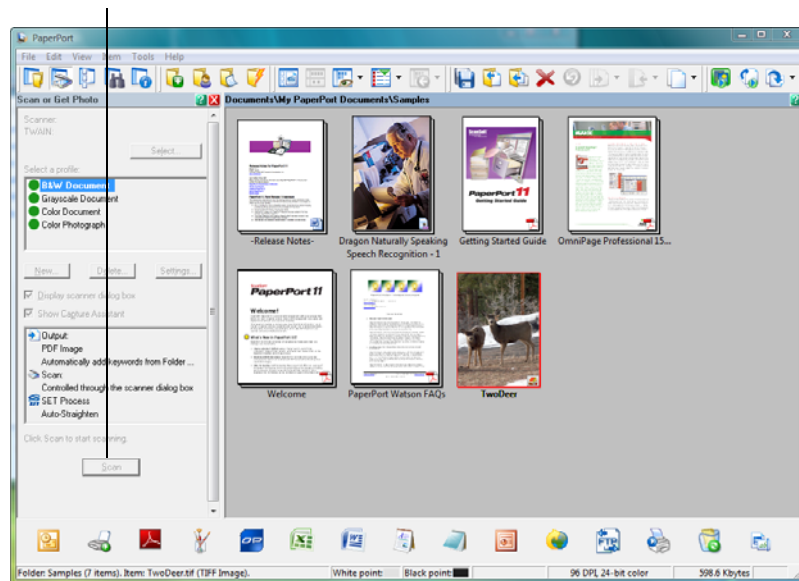 PaperPort
File Edit View Item Tools Help
Scan or Get Photo
Documents\My PaperPort Documents\Samples
Scanner:
TWAIN:
Select...
Select a profile:
B&W Document
Grayscale Document
Color Document
Color Photograph
New... Delete... Settings...
Display scanner dialog box
Show Capture Assistant
Output:
PDF Image
Automatically add keywords from Folder ...
Scan:
Controlled through the scanner dialog box
SET Process
Auto-Straighten
Click Scan to start scanning.
Scan
PaperPort 11
Getting Started Guide
-Release Notes-
Dragon Naturally Speaking
Speech Recognition - 1
Getting Started Guide
OmniPage Professional 15...
PaperPort 11
Welcome!
Welcome
PaperPort Watson FAQs
TwoDeer
FTP
Folder: Samples (7 items). Item: TwoDeer.tif (TIFF Image).
White point:
Black point:
96 DPI, 24-bit color
598.6 Kbytes